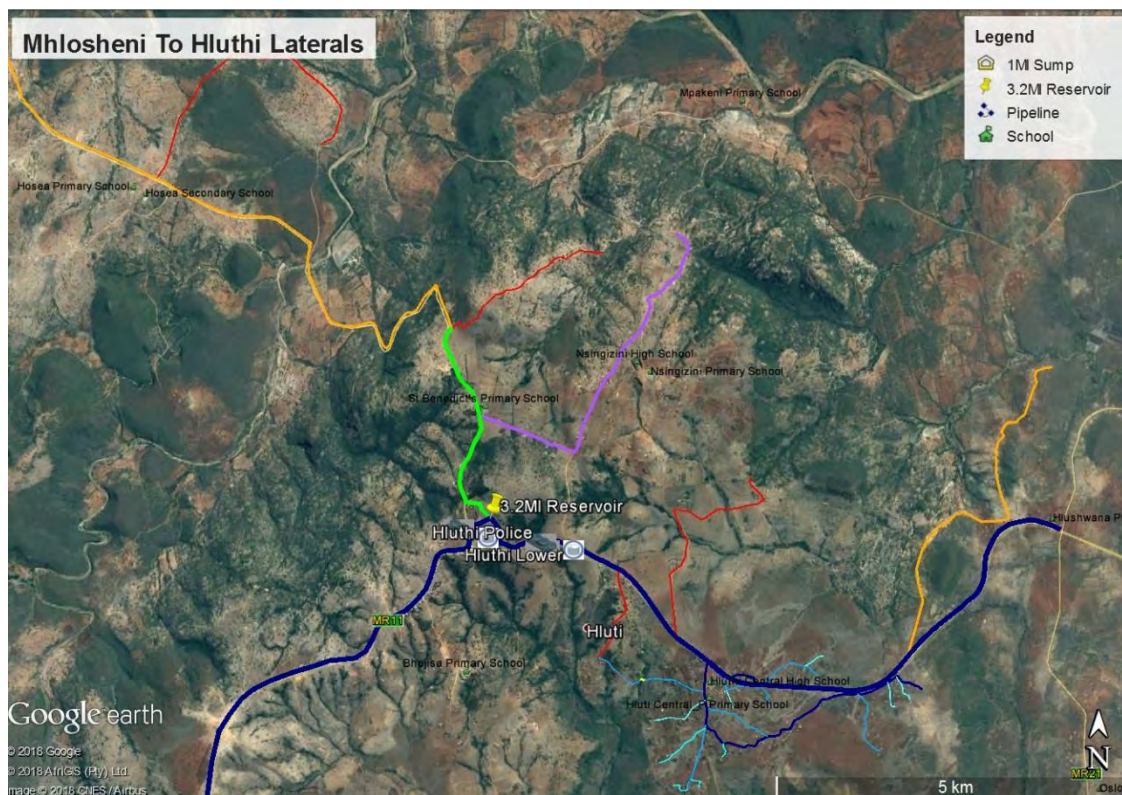 Mhlosheni To Hluthi Laterals
Legend
1Ml Sump
3.2Ml Reservoir
Pipeline
School
Mpakeni Primary School
Hosea Primary School
Hosea Secondary School
Nsingizini High School
Nsingizini Primary School
St Benedict's Primary School
3.2Ml Reservoir
Hluthi Police
Hluthi Lower
Hlushwana
MR11
Hluti
Bhojisa Primary School
Central High School
Hluti Central
Primary School
Google earth
© 2018 Google
© 2018 AfriGIS (Pty) Ltd.
Image © 2018 CNES / Airbus
5 km
N
MR21